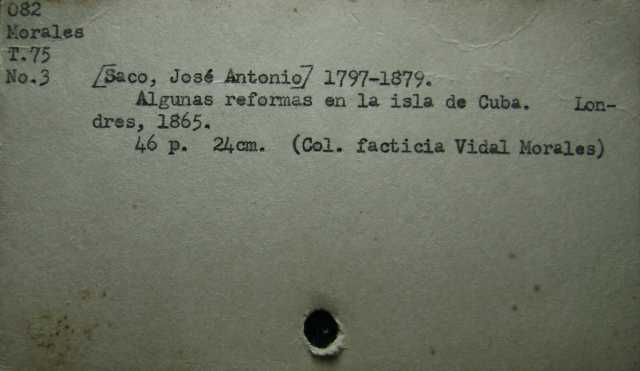 082
Morales
T.75
No.3 [Saco, José Antonio] 1797-1879.
Algunas reformas en la isla de Cuba. Lon-
dres, 1865.
46 p. 24cm. (Col. facticia Vidal Morales)